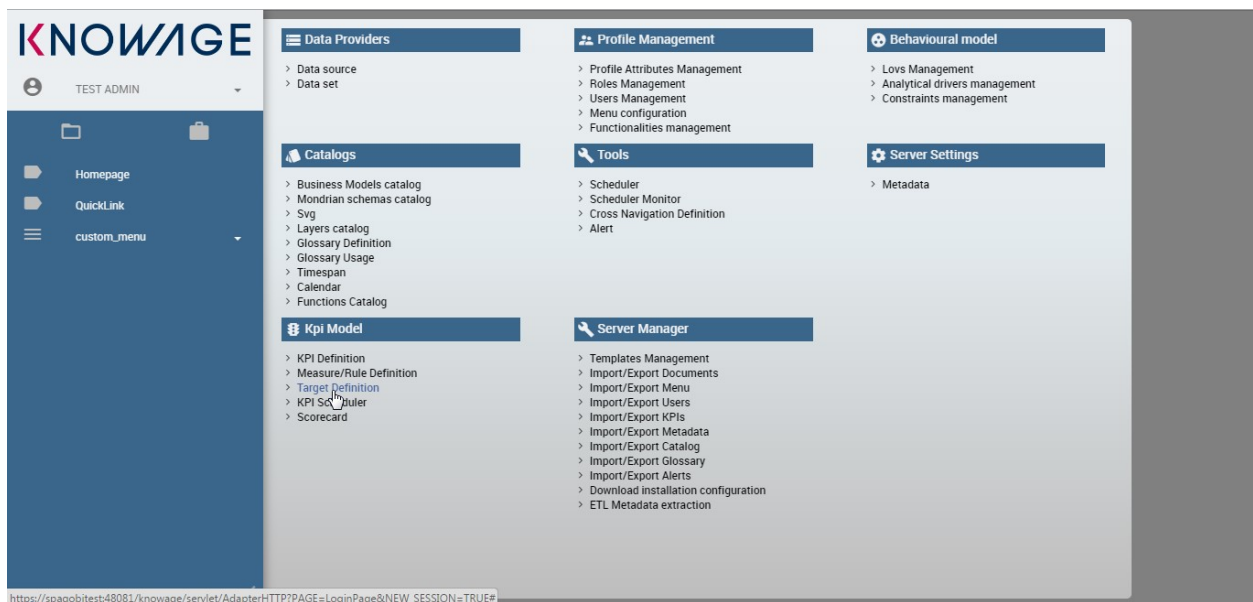 KNOWAGE
TEST ADMIN
Homepage
QuickLink
custom_menu
Data Providers
> Data source
> Data set
Profile Management
> Profile Attributes Management
> Roles Management
> Users Management
> Menu configuration
> Functionalities management
Behavioural model
> Lovs Management
> Analytical drivers management
> Constraints management
Catalogs
> Business Models catalog
> Mondrian schemas catalog
> Svg
> Layers catalog
> Glossary Definition
> Glossary Usage
> Timespan
> Calendar
> Functions Catalog
Tools
> Scheduler
> Scheduler Monitor
> Cross Navigation Definition
> Alert
Server Settings
> Metadata
Kpi Model
> KPI Definition
> Measure/Rule Definition
> Target Definition
> KPI Scheduler
> Scorecard
Server Manager
> Templates Management
> Import/Export Documents
> Import/Export Menu
> Import/Export Users
> Import/Export KPIs
> Import/Export Metadata
> Import/Export Catalog
> Import/Export Glossary
> Import/Export Alerts
> Download installation configuration
> ETL Metadata extraction
https://spagobitest:48081/knowage/servlet/AdapterHTTP?PAGE=LoginPage&NEW_SESSION=TRUE#